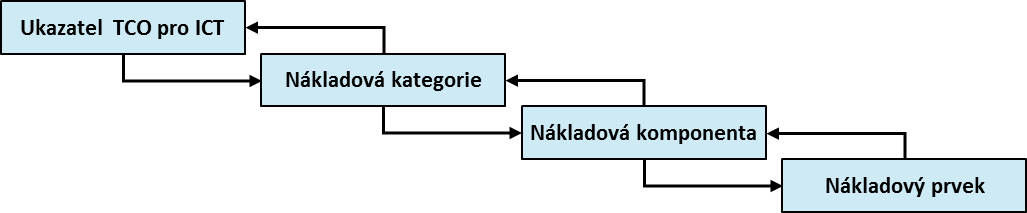 Ukazatel TCO pro ICT
Nákladová kategorie
Nákladová komponenta
Nákladový prvek